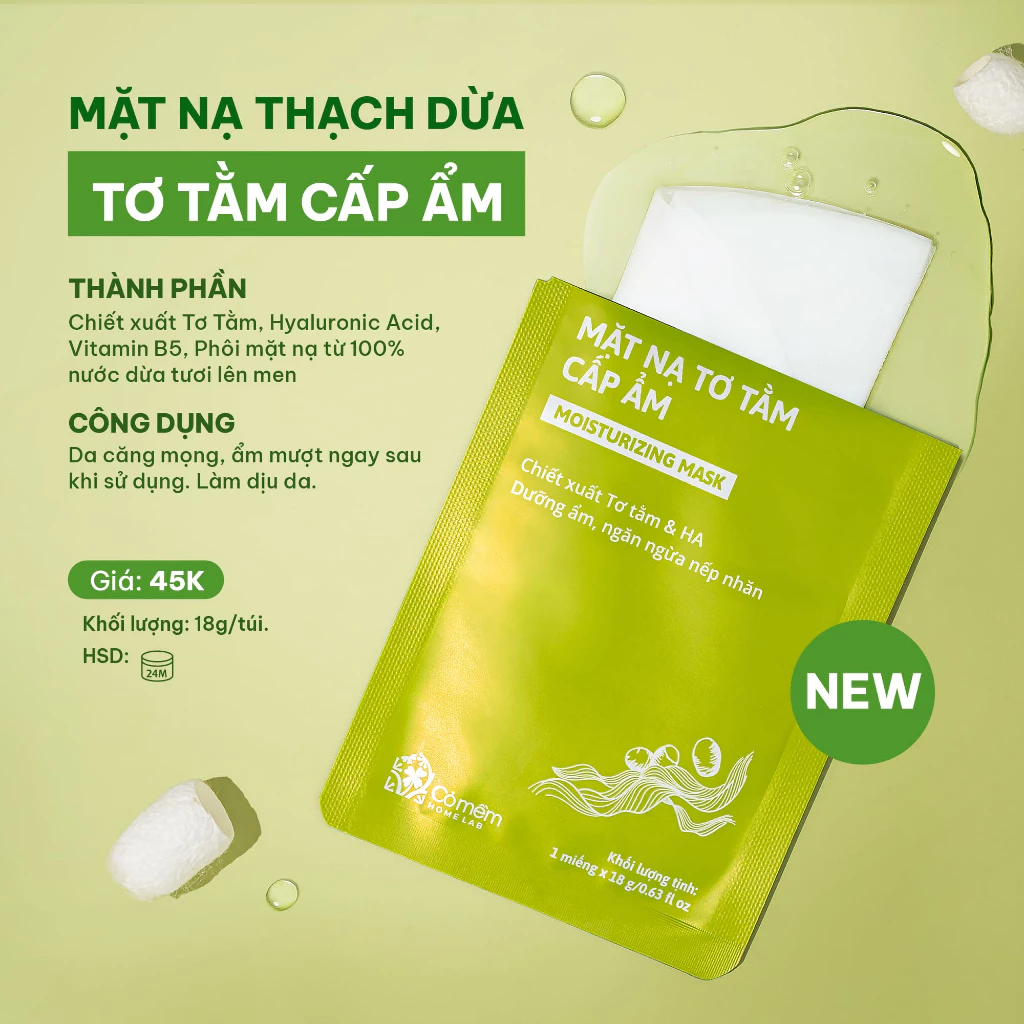 MẶT NẠ THẠCH DỪA
TƠ TẰM CẤP ẨM
THÀNH PHẦN
Chiết xuất Tơ Tằm, Hyaluronic Acid,
Vitamin B5, Phôi mặt nạ từ 100%
nước dừa tươi lên men
CÔNG DỤNG
Da căng mọng, ẩm mượt ngay sau
khi sử dụng. Làm dịu da.
Giá: 45K
Khối lượng: 18g/túi.
HSD: 24M
MẶT NẠ TƠ TẰM
CẤP ẨM
MOISTURIZING MASK
Chiết xuất Tơ tằm & HA
Dưỡng ẩm, ngăn ngừa nếp nhăn
NEW
Cỏ mềm
HOME LAB
Khối lượng tịnh:
1 miếng x 18 g/0.63 fl oz